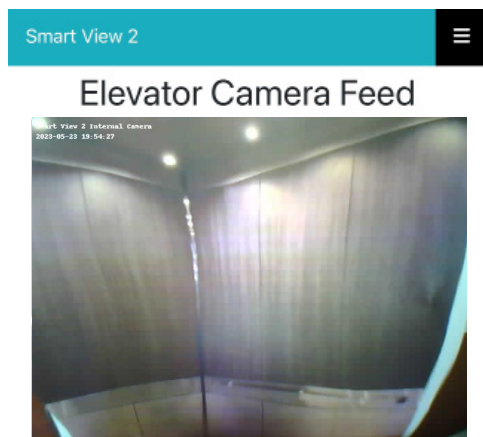 Smart View 2
Elevator Camera Feed
Smart View 2 Internal Camera
2023-05-23 19:54:27